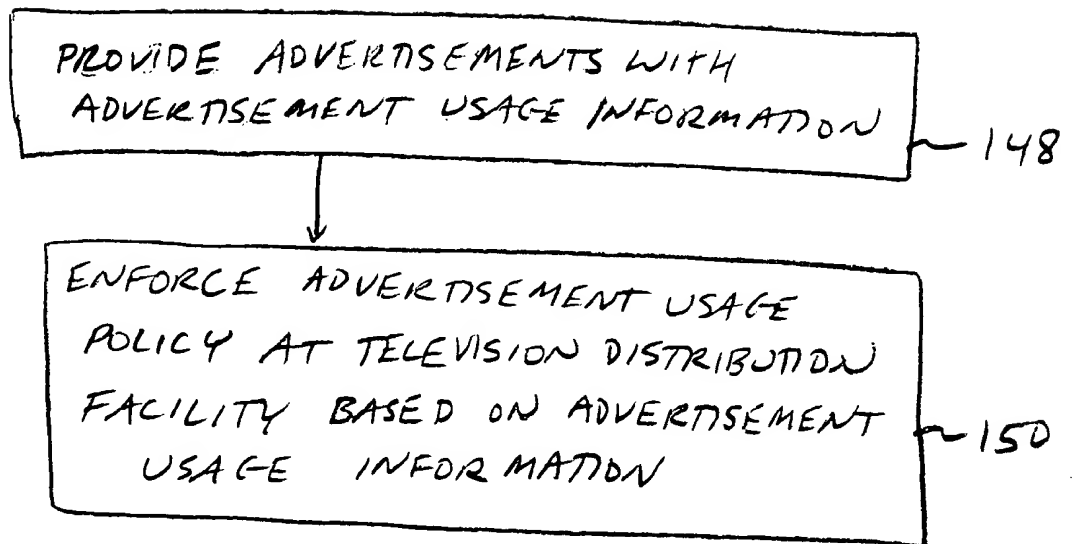 PROVIDE ADVERTISEMENTS WITH
ADVERTISEMENT USAGE INFORMATION
148
ENFORCE ADVERTISEMENT USAGE
POLICY AT TELEVISION DISTRIBUTION
FACILITY BASED ON ADVERTISEMENT
USAGE INFORMATION
150